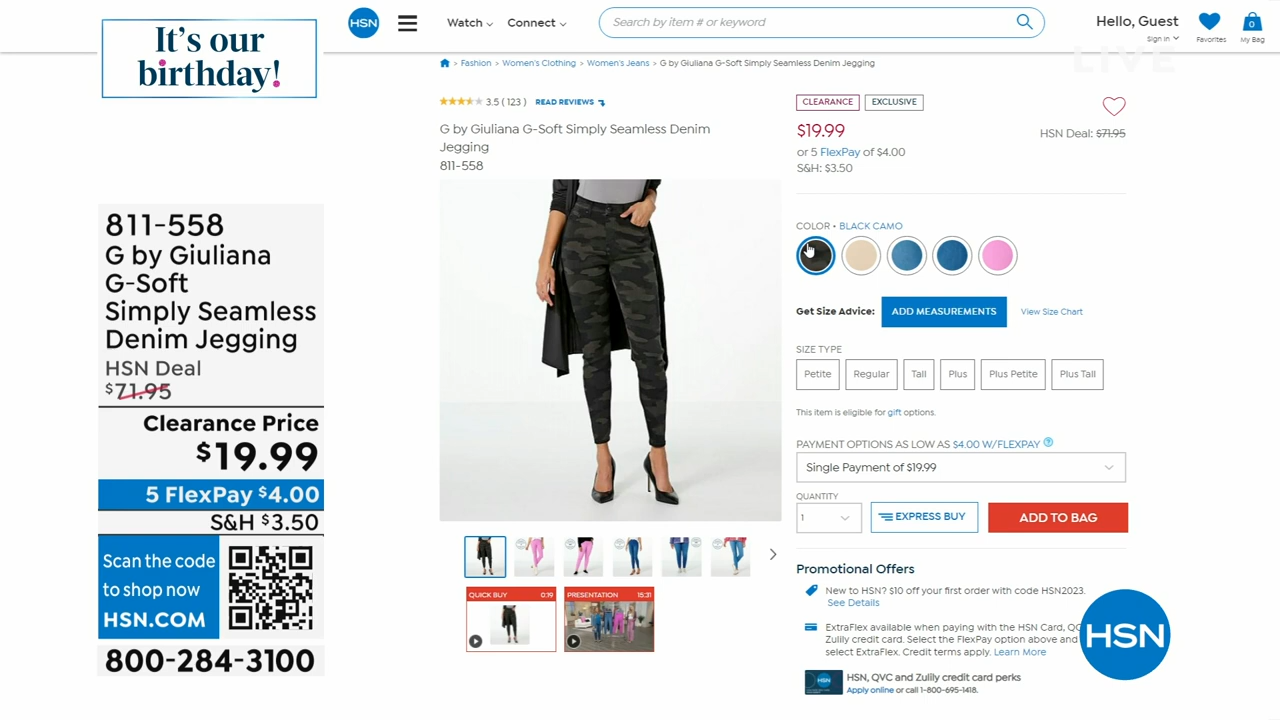 It's our
birthday!
811-558
G by Giuliana
G-Soft
Simply Seamless
Denim Jegging
HSN Deal
$71.95
Clearance Price
$19.99
5 FlexPay $4.00
S&H $3.50
Scan the code
to shop now
HSN.COM
800-284-3100
HSN
Watch
Connect
Search by item # or keyword
Hello, Guest
Sign In
Favorites
0
My Bag
LIVE
> Fashion > Women's Clothing > Women's Jeans > G by Giuliana G-Soft Simply Seamless Denim Jegging
3.5 ( 123 ) READ REVIEWS
G by Giuliana G-Soft Simply Seamless Denim
Jegging
811-558
QUICK BUY 0:19
PRESENTATION 15:31
CLEARANCE EXCLUSIVE
$19.99
HSN Deal: $71.95
or 5 FlexPay of $4.00
S&H: $3.50
COLOR • BLACK CAMO
Get Size Advice: ADD MEASUREMENTS View Size Chart
SIZE TYPE
Petite Regular Tall Plus Plus Petite Plus Tall
This item is eligible for gift options.
PAYMENT OPTIONS AS LOW AS $4.00 W/FLEXPAY ?
Single Payment of $19.99
QUANTITY
1 EXPRESS BUY ADD TO BAG
Promotional Offers
New to HSN? $10 off your first order with code HSN2023.
See Details
ExtraFlex available when paying with the HSN Card, QC
Zulily credit card. Select the FlexPay option above and
select ExtraFlex. Credit terms apply. Learn More
HSN
HSN, QVC and Zulily credit card perks
Apply online or call 1-800-695-1418.
HSN